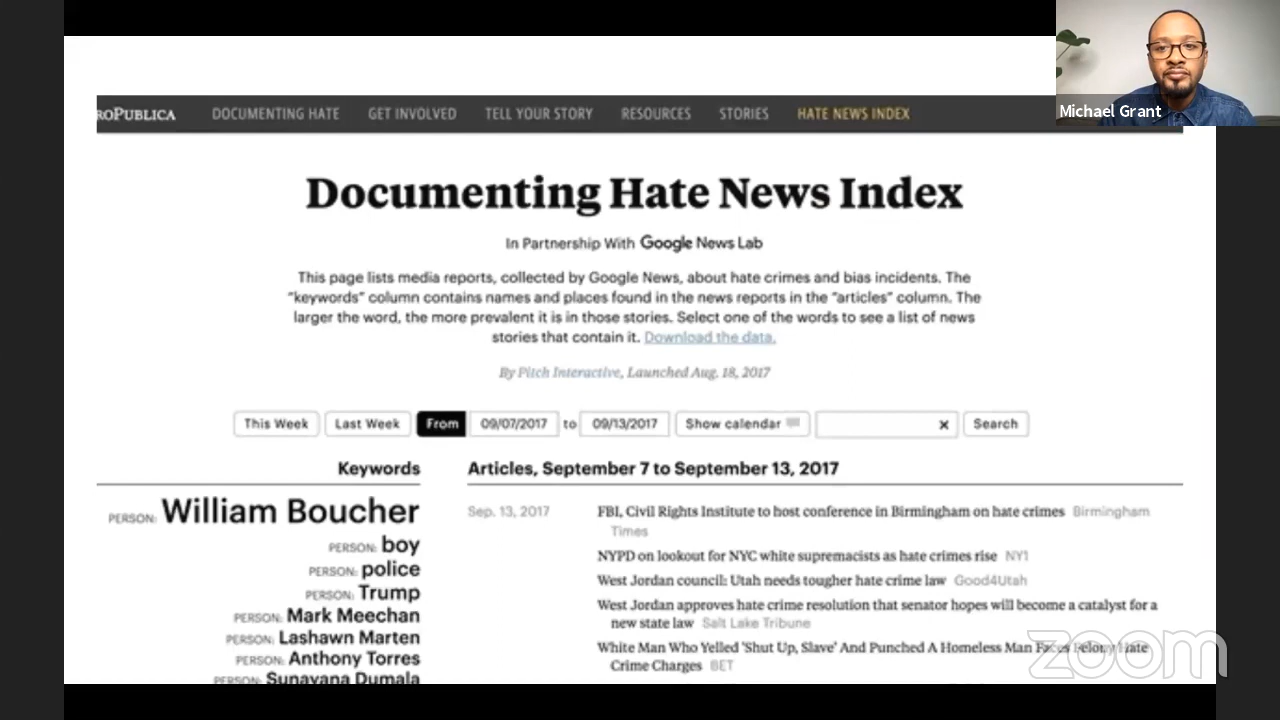 Michael Grant
ROPUBLICA DOCUMENTING HATE GET INVOLVED TELL YOUR STORY RESOURCES STORIES HATE NEWS INDEX
Documenting Hate News Index
In Partnership With Google News Lab
This page lists media reports, collected by Google News, about hate crimes and bias incidents. The
“keywords” column contains names and places found in the news reports in the “articles” column. The
larger the word, the more prevalent it is in those stories. Select one of the words to see a list of news
stories that contain it. Download the data.
By Pitch Interactive, Launched Aug. 18, 2017
This Week Last Week From 09/07/2017 to 09/13/2017 Show calendar × Search
Keywords
PERSON: William Boucher
PERSON: boy
PERSON: police
PERSON: Trump
PERSON: Mark Meechan
PERSON: Lashawn Marten
PERSON: Anthony Torres
PERSON: Sunayana Dumala
Articles, September 7 to September 13, 2017
Sep. 13, 2017
FBI, Civil Rights Institute to host conference in Birmingham on hate crimes Birmingham
Times
NYPD on lookout for NYC white supremacists as hate crimes rise NY1
West Jordan council: Utah needs tougher hate crime law Good4Utah
West Jordan approves hate crime resolution that senator hopes will become a catalyst for a
new state law Salt Lake Tribune
White Man Who Yelled 'Shut Up, Slave' And Punched A Homeless Man Faces Felony Hate
Crime Charges BET
zoom